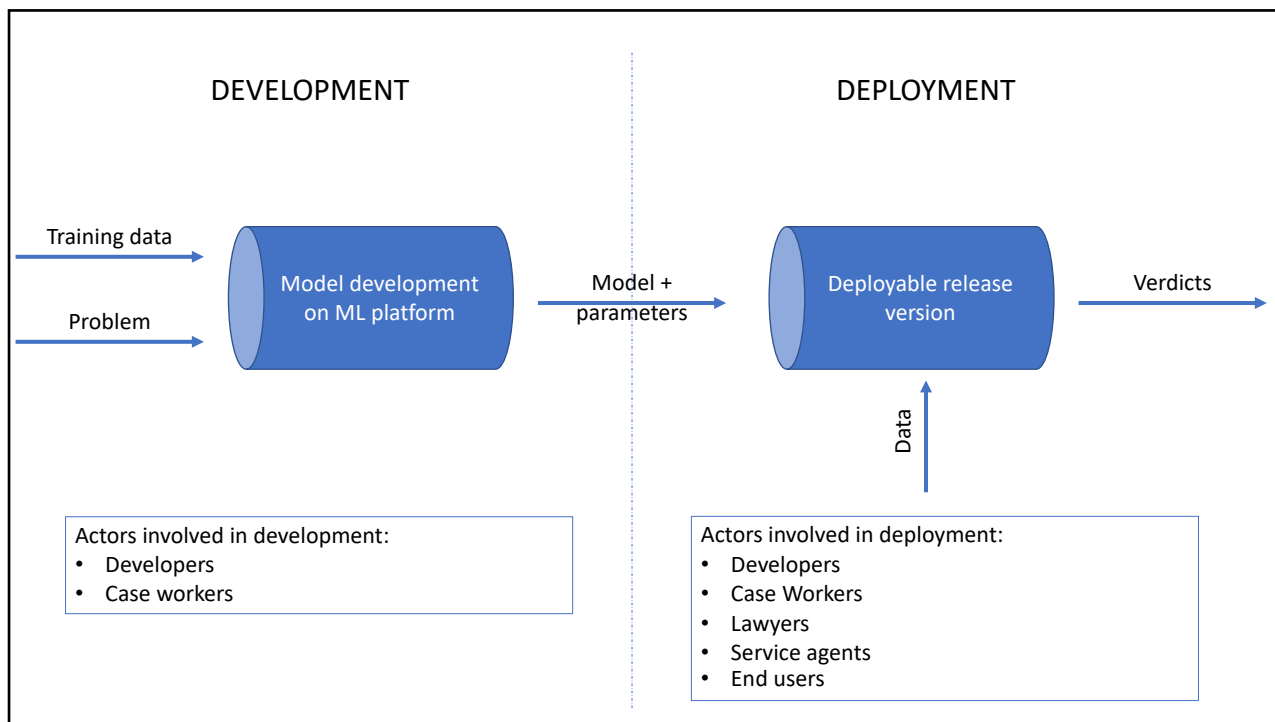 DEVELOPMENT
DEPLOYMENT
Training data
Problem
Model development
on ML platform
Model +
parameters
Deployable release
version
Verdicts
Data
Actors involved in development:
• Developers
• Case workers
Actors involved in deployment:
• Developers
• Case Workers
• Lawyers
• Service agents
• End users